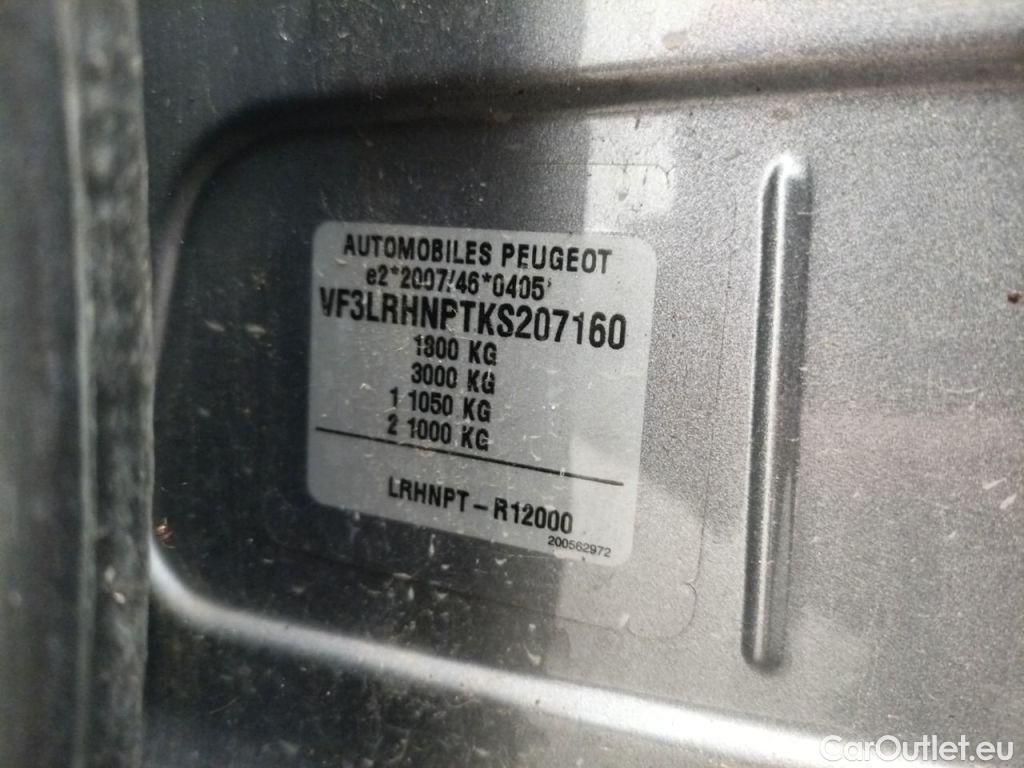 AUTOMOBILES PEUGEOT
e2*2007/46*0405*
VF3LRHNPTKS207160
1800 KG
3000 KG
1 1050 KG
2 1000 KG
LRHNPT - R12000
200562972
CarOutlet.eu